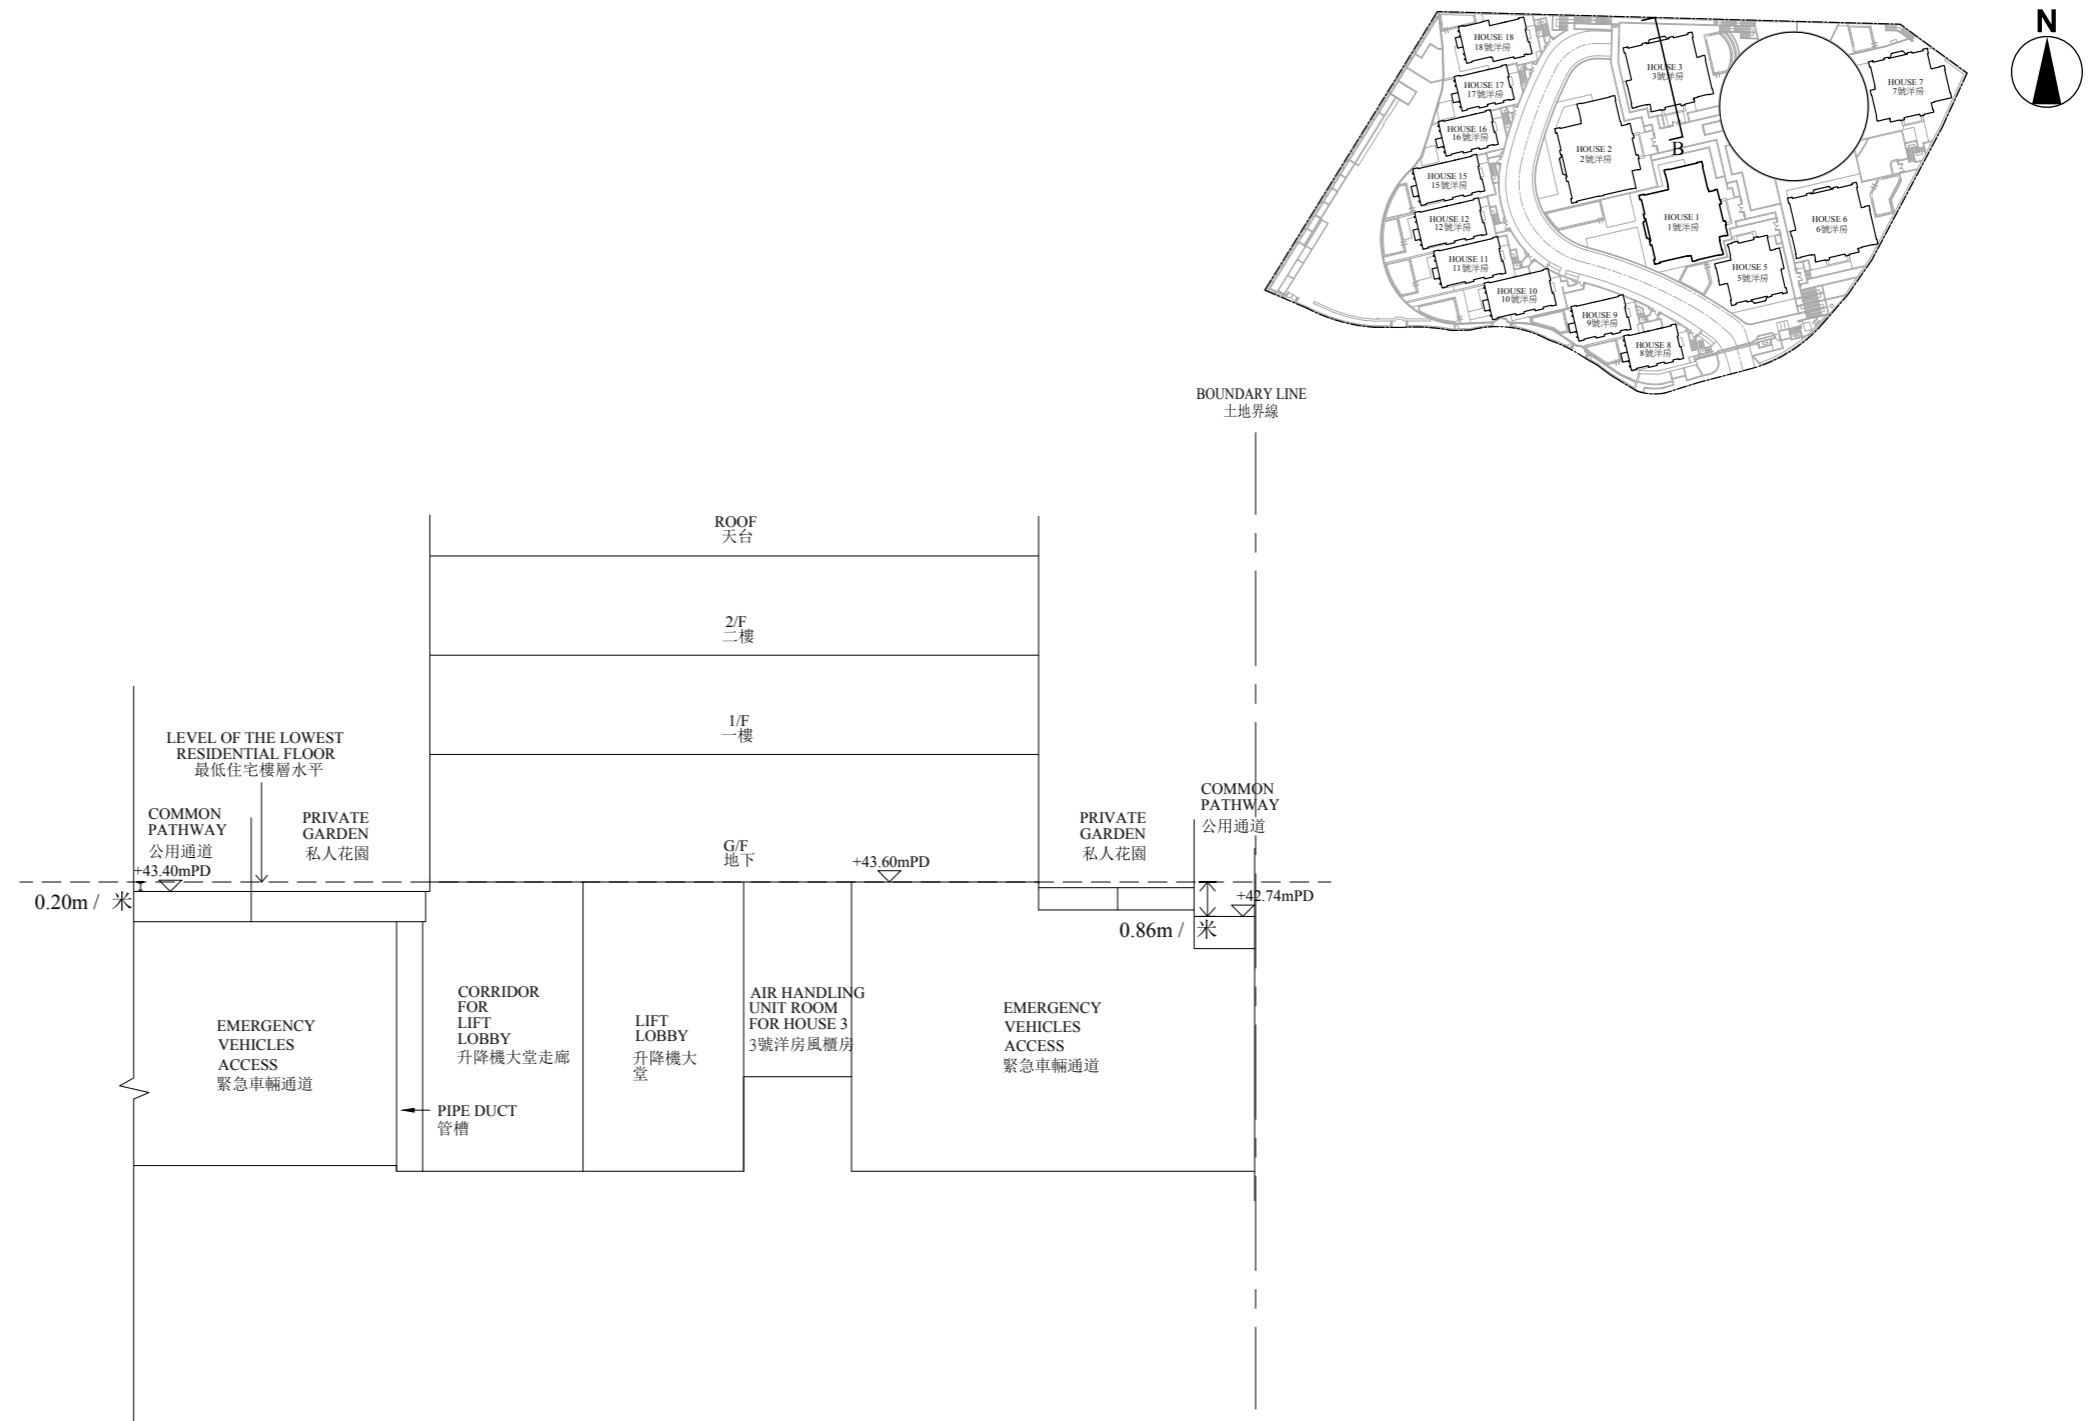 N
HOUSE 18
18號洋房
HOUSE 17
17號洋房
HOUSE 16
16號洋房
HOUSE 15
15號洋房
HOUSE 12
12號洋房
HOUSE 11
11號洋房
HOUSE 10
10號洋房
HOUSE 9
9號洋房
HOUSE 8
8號洋房
HOUSE 3
3號洋房
HOUSE 2
2號洋房
B
HOUSE 1
1號洋房
HOUSE 5
5號洋房
HOUSE 6
6號洋房
HOUSE 7
7號洋房
BOUNDARY LINE
土地界線
ROOF
天台
2/F
二樓
1/F
一樓
G/F
地下
+43.60mPD
LEVEL OF THE LOWEST
RESIDENTIAL FLOOR
最低住宅樓層水平
COMMON
PATHWAY
公用通道
+43.40mPD
0.20m / 米
PRIVATE
GARDEN
私人花園
PRIVATE
GARDEN
私人花園
COMMON
PATHWAY
公用通道
+42.74mPD
0.86m / 米
EMERGENCY
VEHICLES
ACCESS
緊急車輛通道
PIPE DUCT
管槽
CORRIDOR
FOR
LIFT
LOBBY
升降機大堂走廊
LIFT
LOBBY
升降機大
堂
AIR HANDLING
UNIT ROOM
FOR HOUSE 3
3號洋房風櫃房
EMERGENCY
VEHICLES
ACCESS
緊急車輛通道